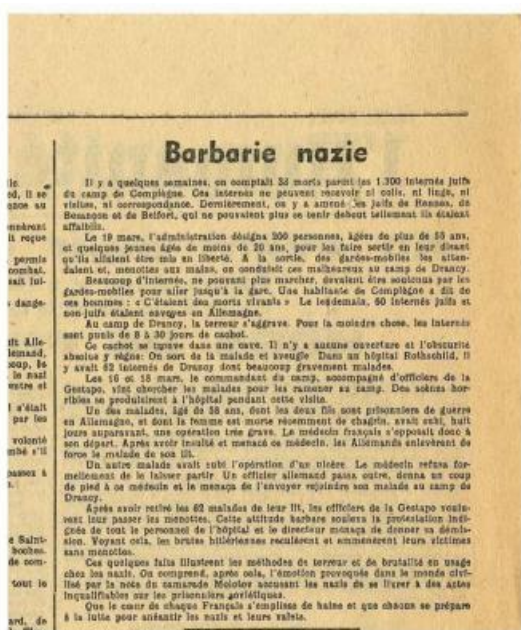 Barbarie nazie
Il y a quelques semaines, on comptait 33 morts parmi les 1.300 internés juifs
du camp de Compiègne. Ces internés ne peuvent recevoir ni colis, ni linge, ni
visites, ni correspondance. Dernièrement, on y a amené les juifs de Rennes, de
Besançon et de Belfort, qui ne pouvaient plus se tenir debout tellement ils étaient
affaiblis.
Le 19 mars, l'administration désigna 200 personnes, âgées de plus de 55 ans,
et quelques jeunes âgés de moins de 20 ans, pour les faire sortir en leur disant
qu'ils allaient être mis en liberté. A la sortie, des gardes-mobiles les atten-
daient et, menottes aux mains, on conduisit ces malheureux au camp de Drancy.
Beaucoup d'internés, ne pouvant plus marcher, devaient être soutenus par les
gardes-mobiles pour aller jusqu'à la gare. Une habitante de Compiègne a dit de
ces hommes : « C'étaient des morts vivants ». Le lendemain, 60 internés juifs et
non-juifs étaient envoyés en Allemagne.
Au camp de Drancy, la terreur s'aggrave. Pour la moindre chose, les internés
sont punis de 8 à 30 jours de cachot.
Ce cachot se trouve dans une cave. Il n'y a aucune ouverture et l'obscurité
absolue y règne. On sort de là malade et aveugle. Dans un hôpital Rothschild, il
y avait 62 internés de Drancy dont beaucoup gravement malades.
Les 16 et 18 mars, le commandant du camp, accompagné d'officiers de la
Gestapo, vint chercher les malades pour les ramener au camp. Des scènes hor-
ribles se produisirent à l'hôpital pendant cette visite.
Un des malades, âgé de 58 ans, dont les deux fils sont prisonniers de guerre
en Allemagne, et dont la femme est morte récemment de chagrin, avait subi, huit
jours auparavant, une opération très grave. Le médecin français s'opposait donc à
son départ. Après avoir insulté et menacé ce médecin, les Allemands enlevèrent de
force le malade de son lit.
Un autre malade avait subi l'opération d'un ulcère. Le médecin refusa for-
mellement de le laisser partir. Un officier allemand passa outre, donna un coup
de pied à ce médecin et le menaça de l'envoyer rejoindre son malade au camp de
Drancy.
Après avoir retiré les 62 malades de leur lit, les officiers de la Gestapo voulu-
rent leur passer les menottes. Cette attitude barbare souleva la protestation indi-
gnée de tout le personnel de l'hôpital et le directeur menaça de donner sa démis-
sion. Voyant cela, les brutes hitlériennes reculèrent et emmenèrent leurs victimes
sans menottes.
Ces quelques faits illustrent les méthodes de terreur et de brutalité en usage
chez les nazis. On comprend, après cela, l'émotion provoquée dans le monde civi-
lisé par la note du camarade Molotov accusant les nazis de se livrer à des actes
inqualifiables sur les prisonniers soviétiques.
Que le cœur de chaque Français s'emplisse de haine et que chacun se prépare
à la lutte pour anéantir les nazis et leurs valets.